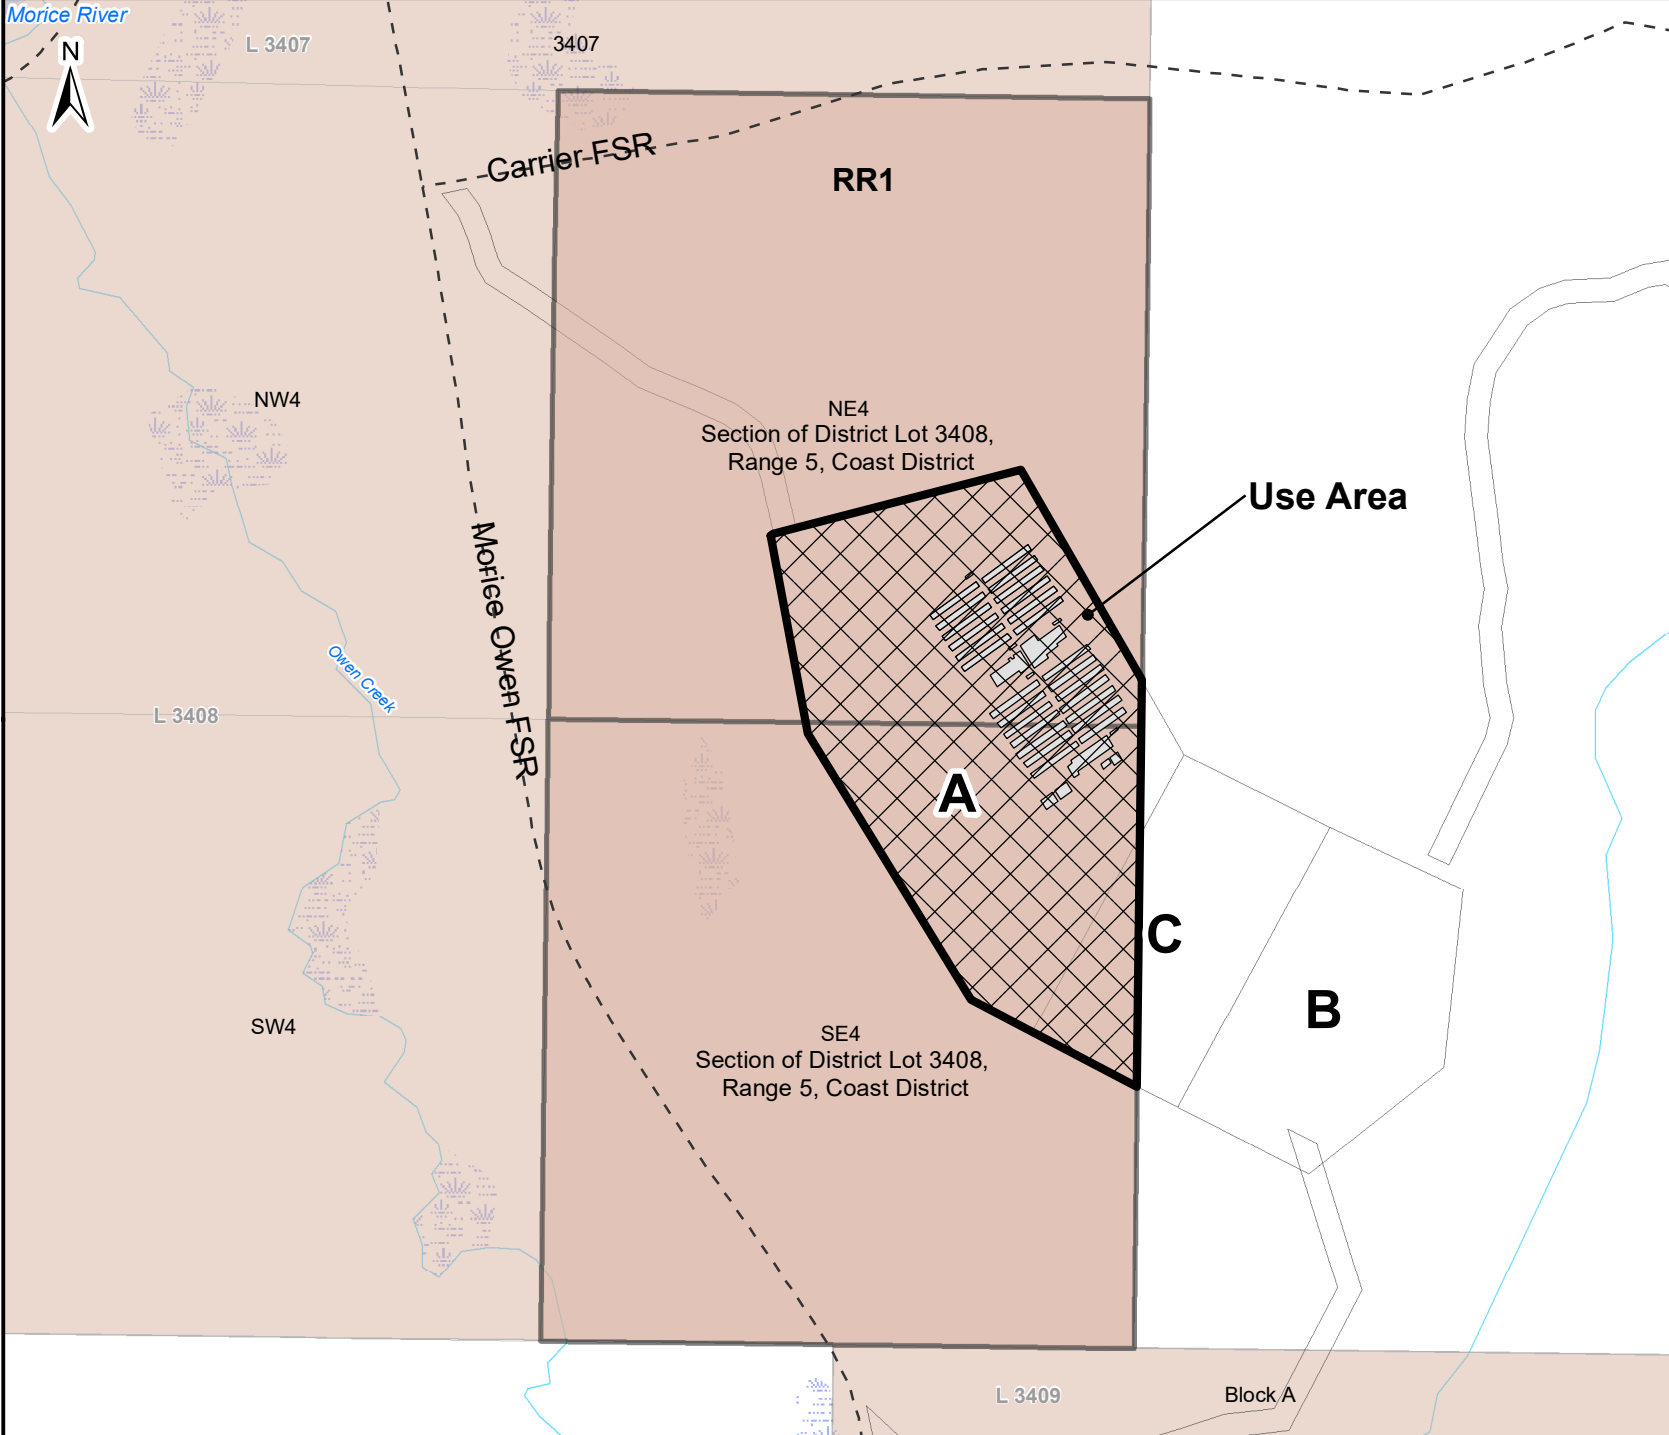 Morice River
N
L 3407
3407
Carrier FSR
RR1
NW4
NE4
Section of District Lot 3408,
Range 5, Coast District
Use Area
Morice Owen FSR
Owen Creek
L 3408
A
C
B
SW4
SE4
Section of District Lot 3408,
Range 5, Coast District
L 3409
Block A